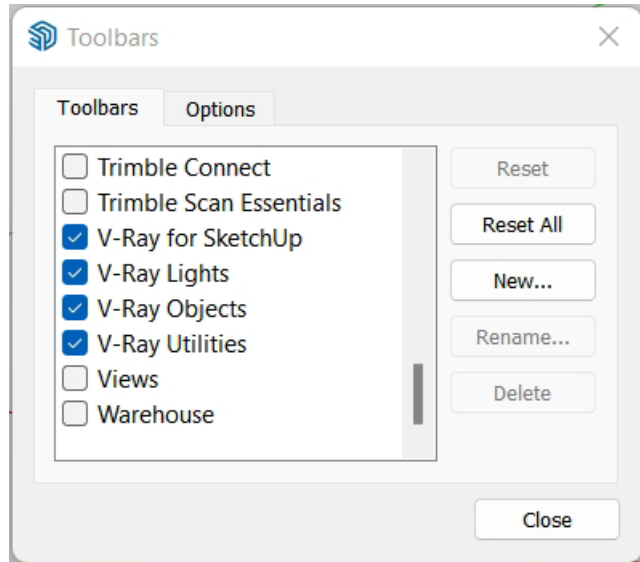 Toolbars
Toolbars
Options
Trimble Connect
Trimble Scan Essentials
V-Ray for SketchUp
V-Ray Lights
V-Ray Objects
V-Ray Utilities
Views
Warehouse
Reset
Reset All
New...
Rename...
Delete
Close